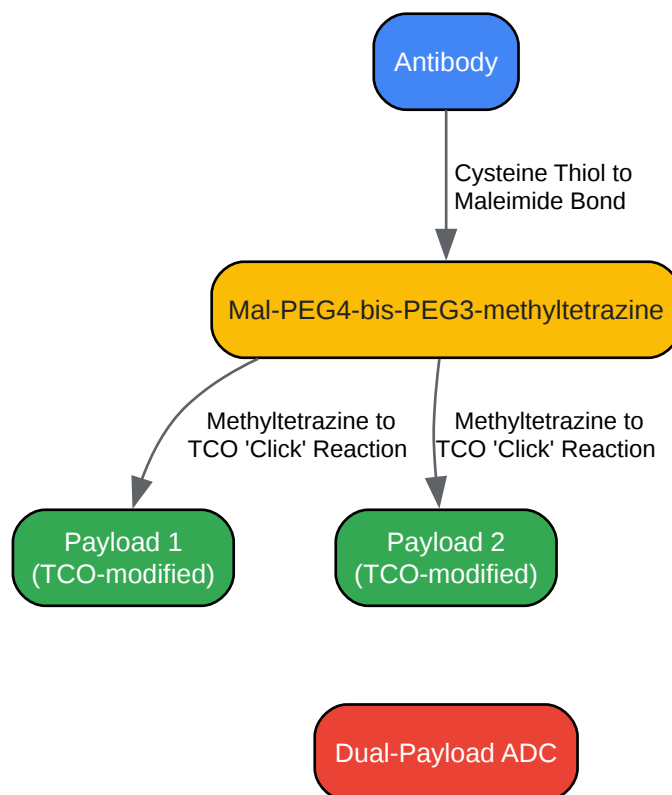 Antibody
Cysteine Thiol to
Maleimide Bond
Mal-PEG4-bis-PEG3-methyltetrazine
Methyltetrazine to
TCO 'Click' Reaction
Methyltetrazine to
TCO 'Click' Reaction
Payload 1
(TCO-modified)
Payload 2
(TCO-modified)
Dual-Payload ADC